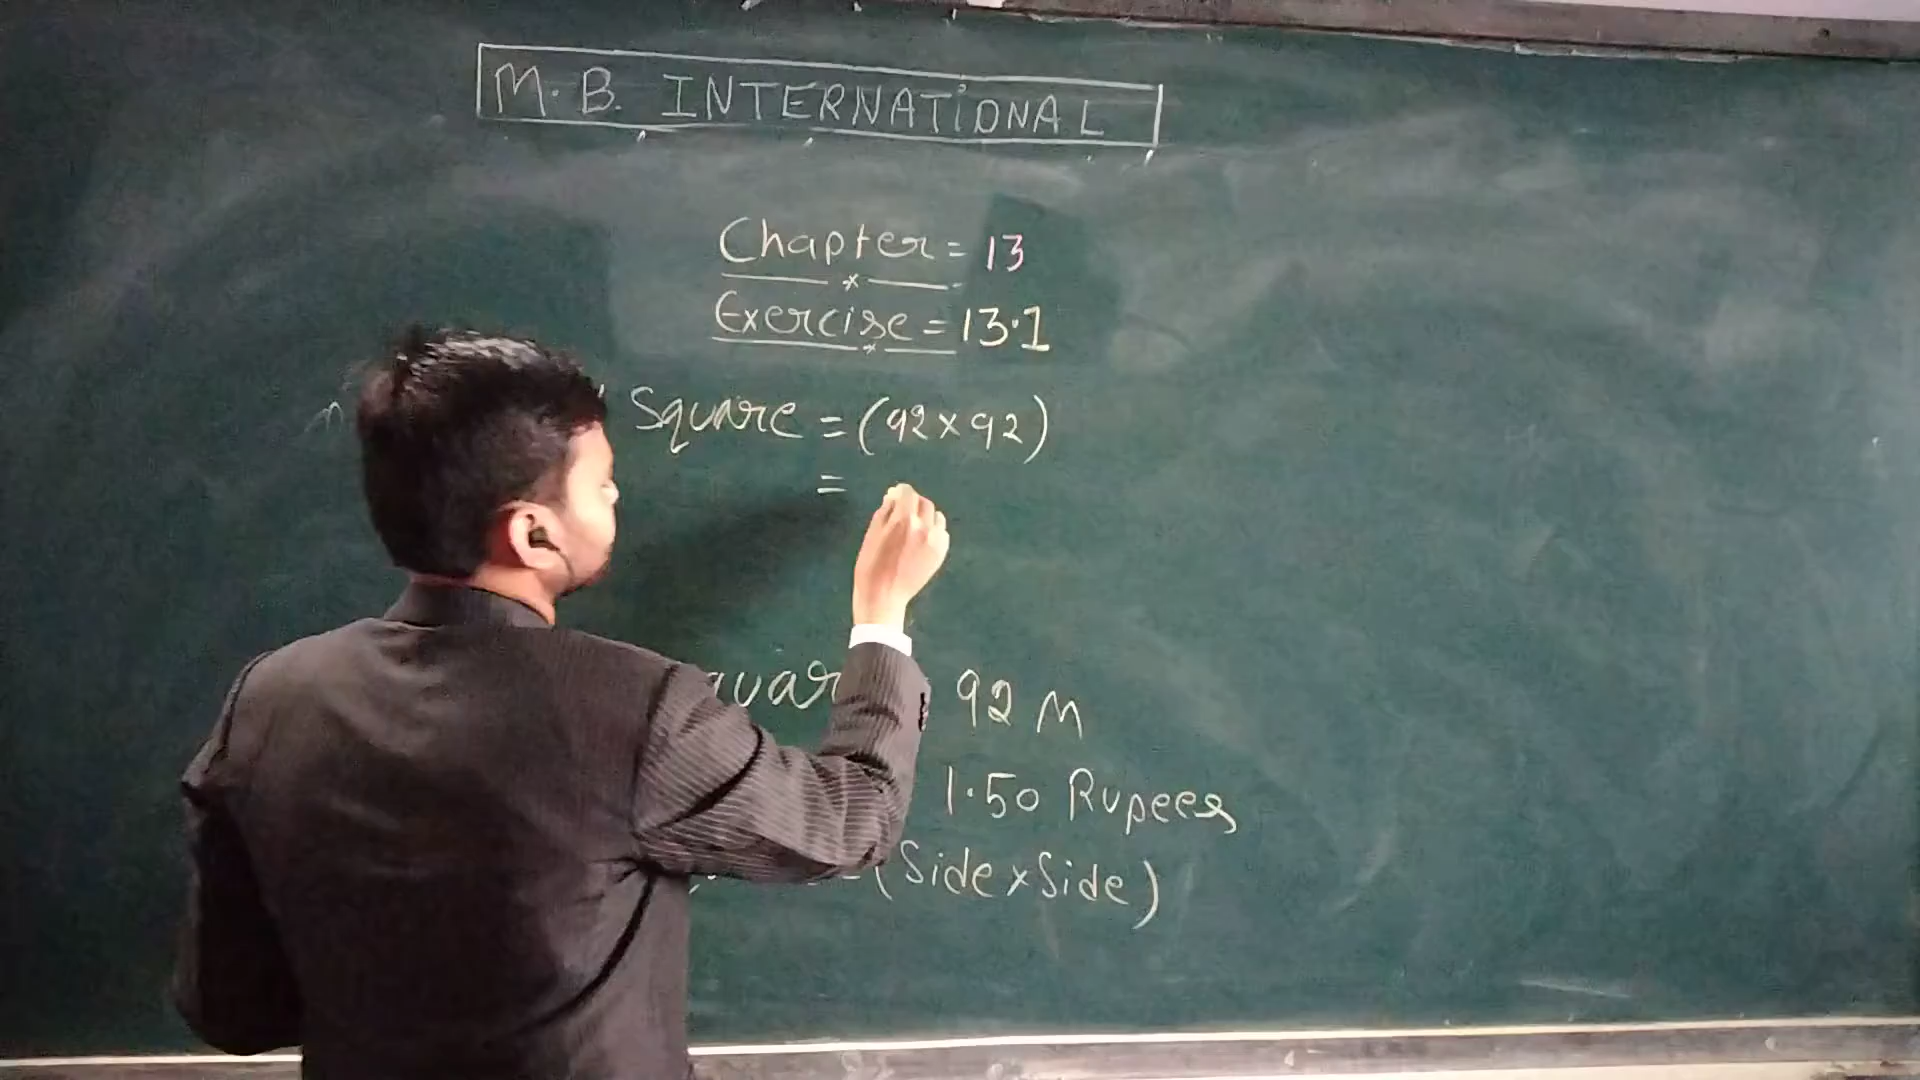 M. B. INTERNATIONAL
Chapter = 13
Exercise = 13.1
Square = (92 x 92)
=
92 M
1.50 Rupees
(Side x Side)